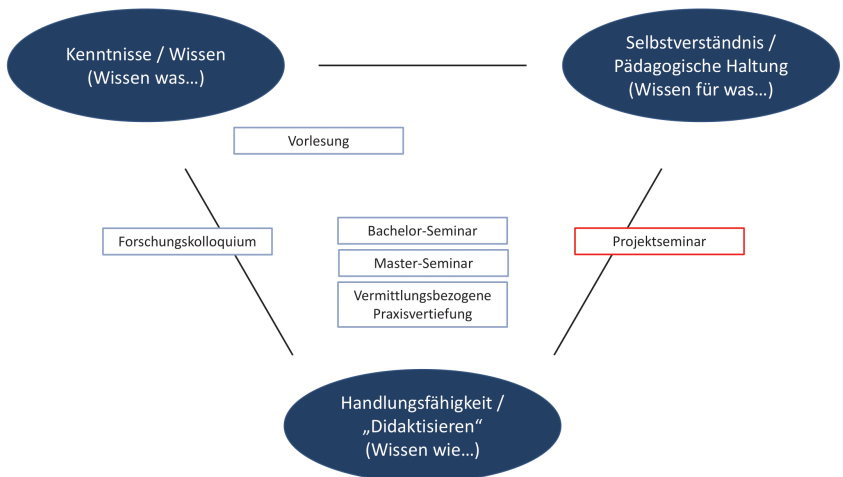 Kenntnisse / Wissen
(Wissen was…)
Selbstverständnis /
Pädagogische Haltung
(Wissen für was…)
Vorlesung
Forschungskolloquium
Bachelor-Seminar
Master-Seminar
Vermittlungsbezogene
Praxisvertiefung
Projektseminar
Handlungsfähigkeit /
„Didaktisieren“
(Wissen wie…)